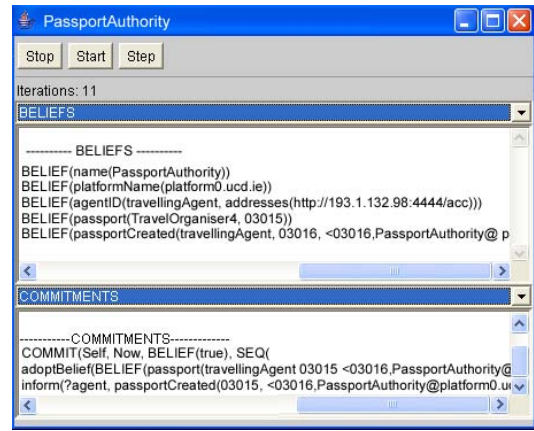 PassportAuthority
Stop Start Step
Iterations: 11
BELIEFS
---------- BELIEFS ----------
BELIEF(name(PassportAuthority))
BELIEF(platformName(platform0.ucd.ie))
BELIEF(agentID(travellingAgent, addresses(http://193.1.132.98:4444/acc)))
BELIEF(passport(TravelOrganiser4, 03015))
BELIEF(passportCreated(travellingAgent, 03016, <03016,PassportAuthority@ p
COMMITMENTS
-----------COMMITMENTS-------------
COMMIT(Self, Now, BELIEF(true), SEQ(
adoptBelief(BELIEF(passport(travellingAgent 03015 <03016,PassportAuthority@
inform(?agent, passportCreated(03015, <03016,PassportAuthority@platform0.u